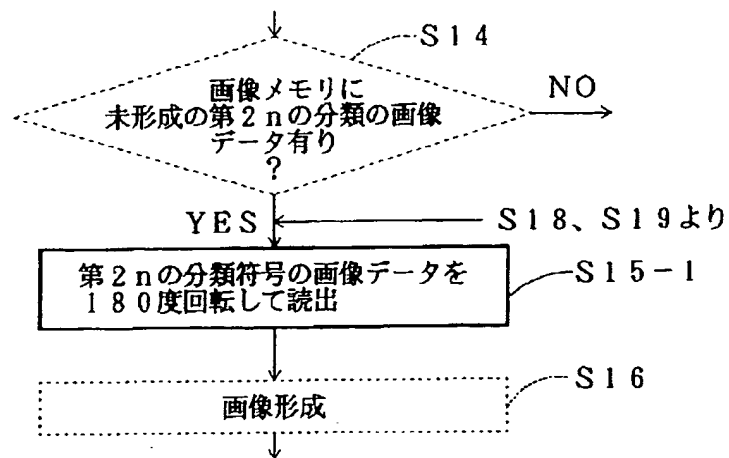 S14
画像メモリに
未形成の第2nの分類の画像
データ有り
?
NO
YES
S18、S19より
第2nの分類符号の画像データを
180度回転して読出
S15-1
S16
画像形成